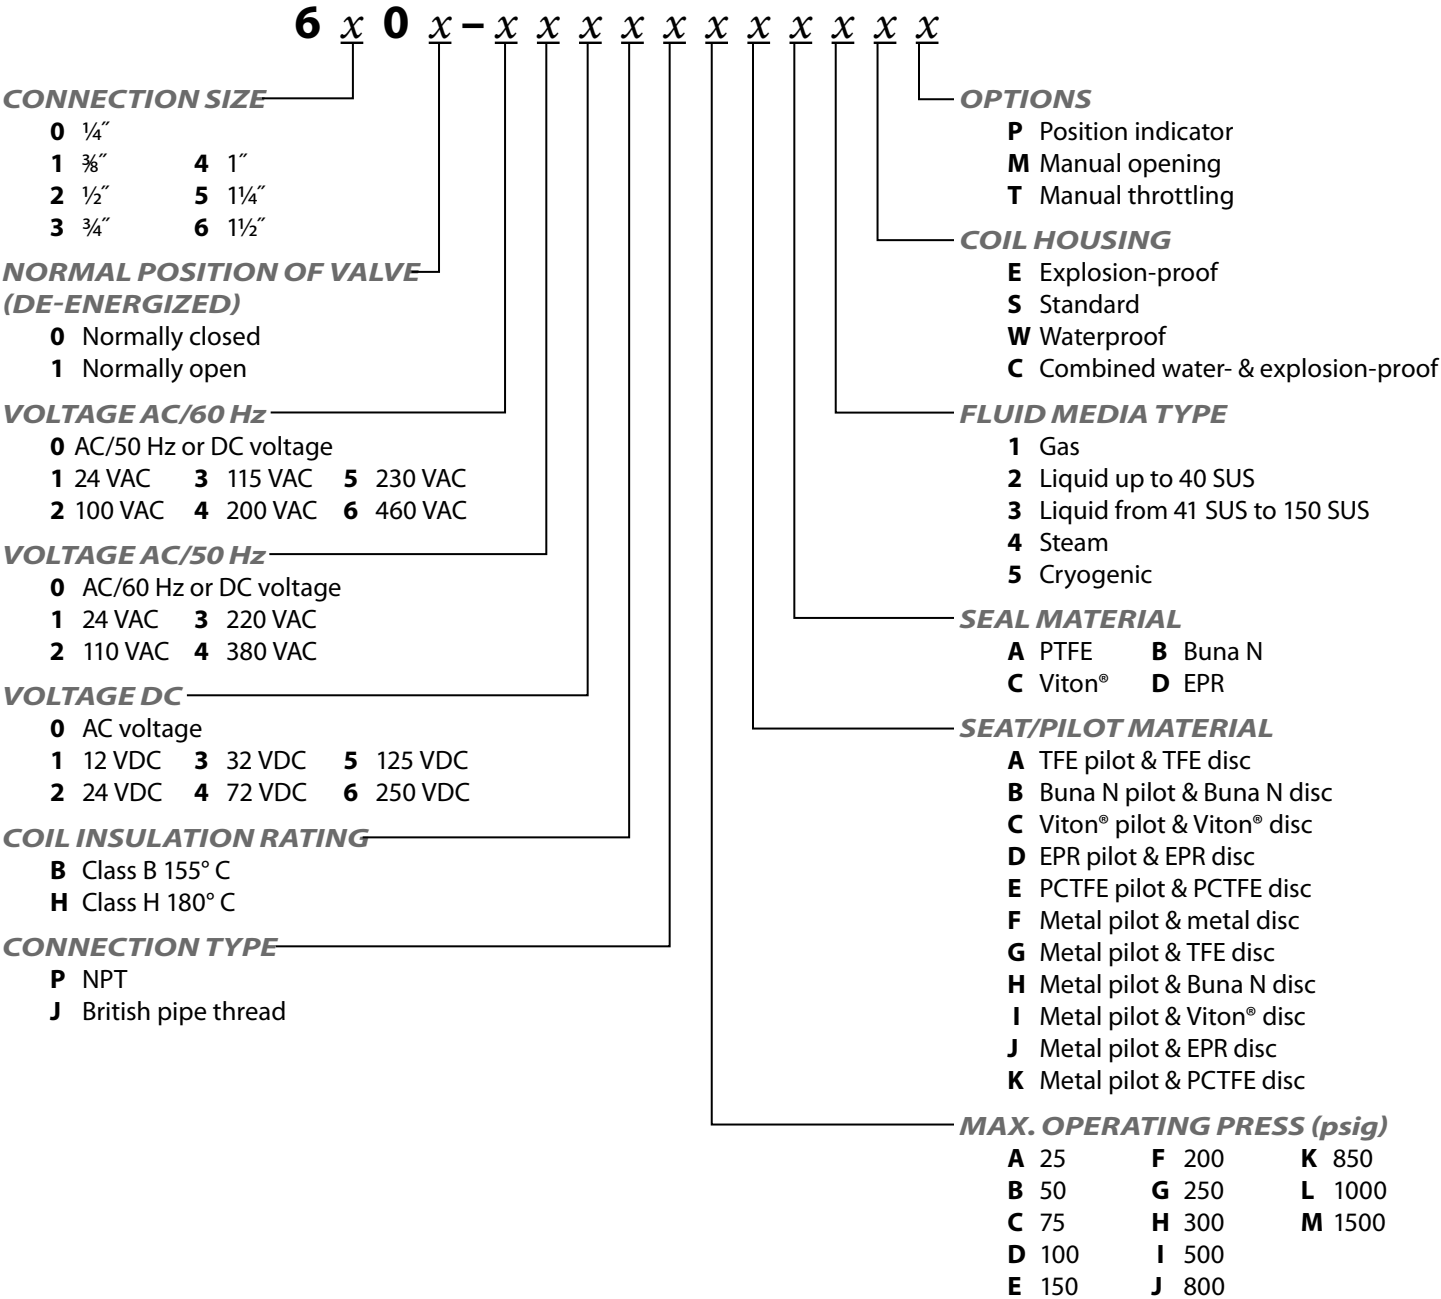 6 x 0 x – x x x x x x x x x x x
CONNECTION SIZE
0 ¼˝
1 ⅜˝ 4 1˝
2 ½˝ 5 1¼˝
3 ¾˝ 6 1½˝
NORMAL POSITION OF VALVE
(DE-ENERGIZED)
0 Normally closed
1 Normally open
VOLTAGE AC/60 Hz
0 AC/50 Hz or DC voltage
1 24 VAC 3 115 VAC 5 230 VAC
2 100 VAC 4 200 VAC 6 460 VAC
VOLTAGE AC/50 Hz
0 AC/60 Hz or DC voltage
1 24 VAC 3 220 VAC
2 110 VAC 4 380 VAC
VOLTAGE DC
0 AC voltage
1 12 VDC 3 32 VDC 5 125 VDC
2 24 VDC 4 72 VDC 6 250 VDC
COIL INSULATION RATING
B Class B 155° C
H Class H 180° C
CONNECTION TYPE
P NPT
J British pipe thread
OPTIONS
P Position indicator
M Manual opening
T Manual throttling
COIL HOUSING
E Explosion-proof
S Standard
W Waterproof
C Combined water- & explosion-proof
FLUID MEDIA TYPE
1 Gas
2 Liquid up to 40 SUS
3 Liquid from 41 SUS to 150 SUS
4 Steam
5 Cryogenic
SEAL MATERIAL
A PTFE B Buna N
C Viton® D EPR
SEAT/PILOT MATERIAL
A TFE pilot & TFE disc
B Buna N pilot & Buna N disc
C Viton® pilot & Viton® disc
D EPR pilot & EPR disc
E PCTFE pilot & PCTFE disc
F Metal pilot & metal disc
G Metal pilot & TFE disc
H Metal pilot & Buna N disc
I Metal pilot & Viton® disc
J Metal pilot & EPR disc
K Metal pilot & PCTFE disc
MAX. OPERATING PRESS (psig)
A 25 F 200 K 850
B 50 G 250 L 1000
C 75 H 300 M 1500
D 100 I 500
E 150 J 800